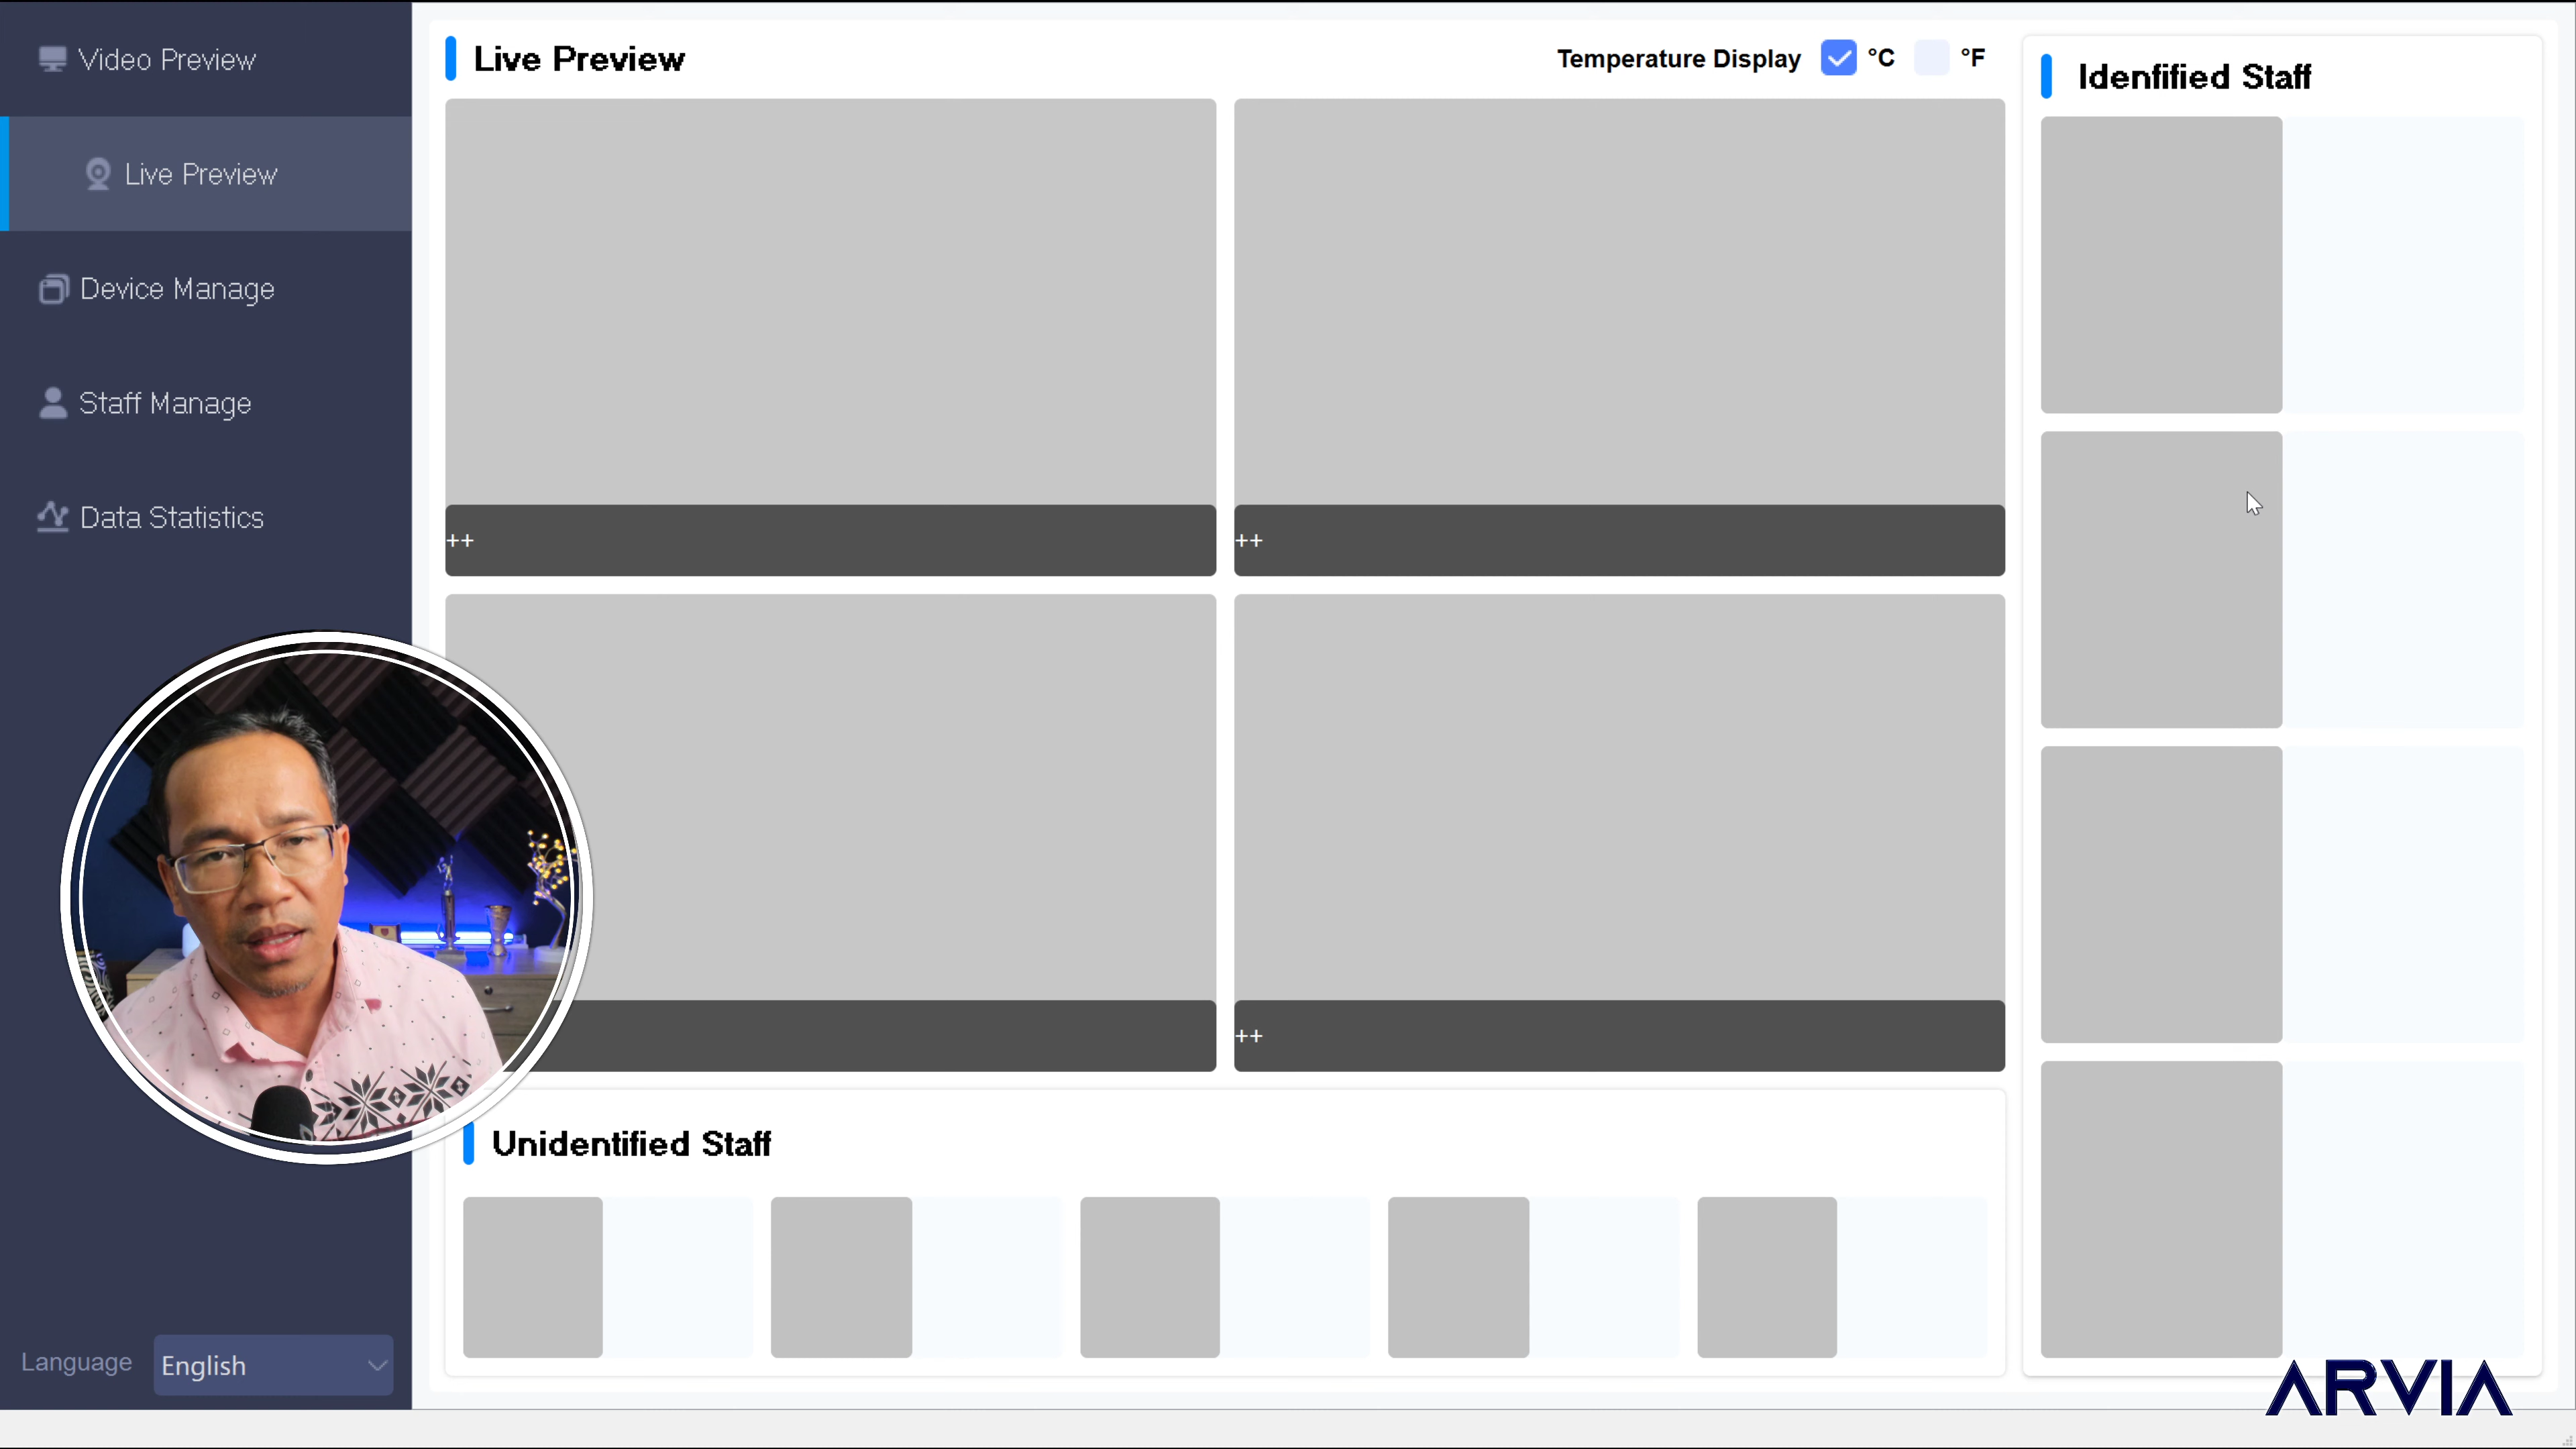 Video Preview
Live Preview
Device Manage
Staff Manage
Data Statistics
Language
English
Live Preview
Temperature Display
°C
°F
++
++
++
Unidentified Staff
Idenfified Staff
ARVIA